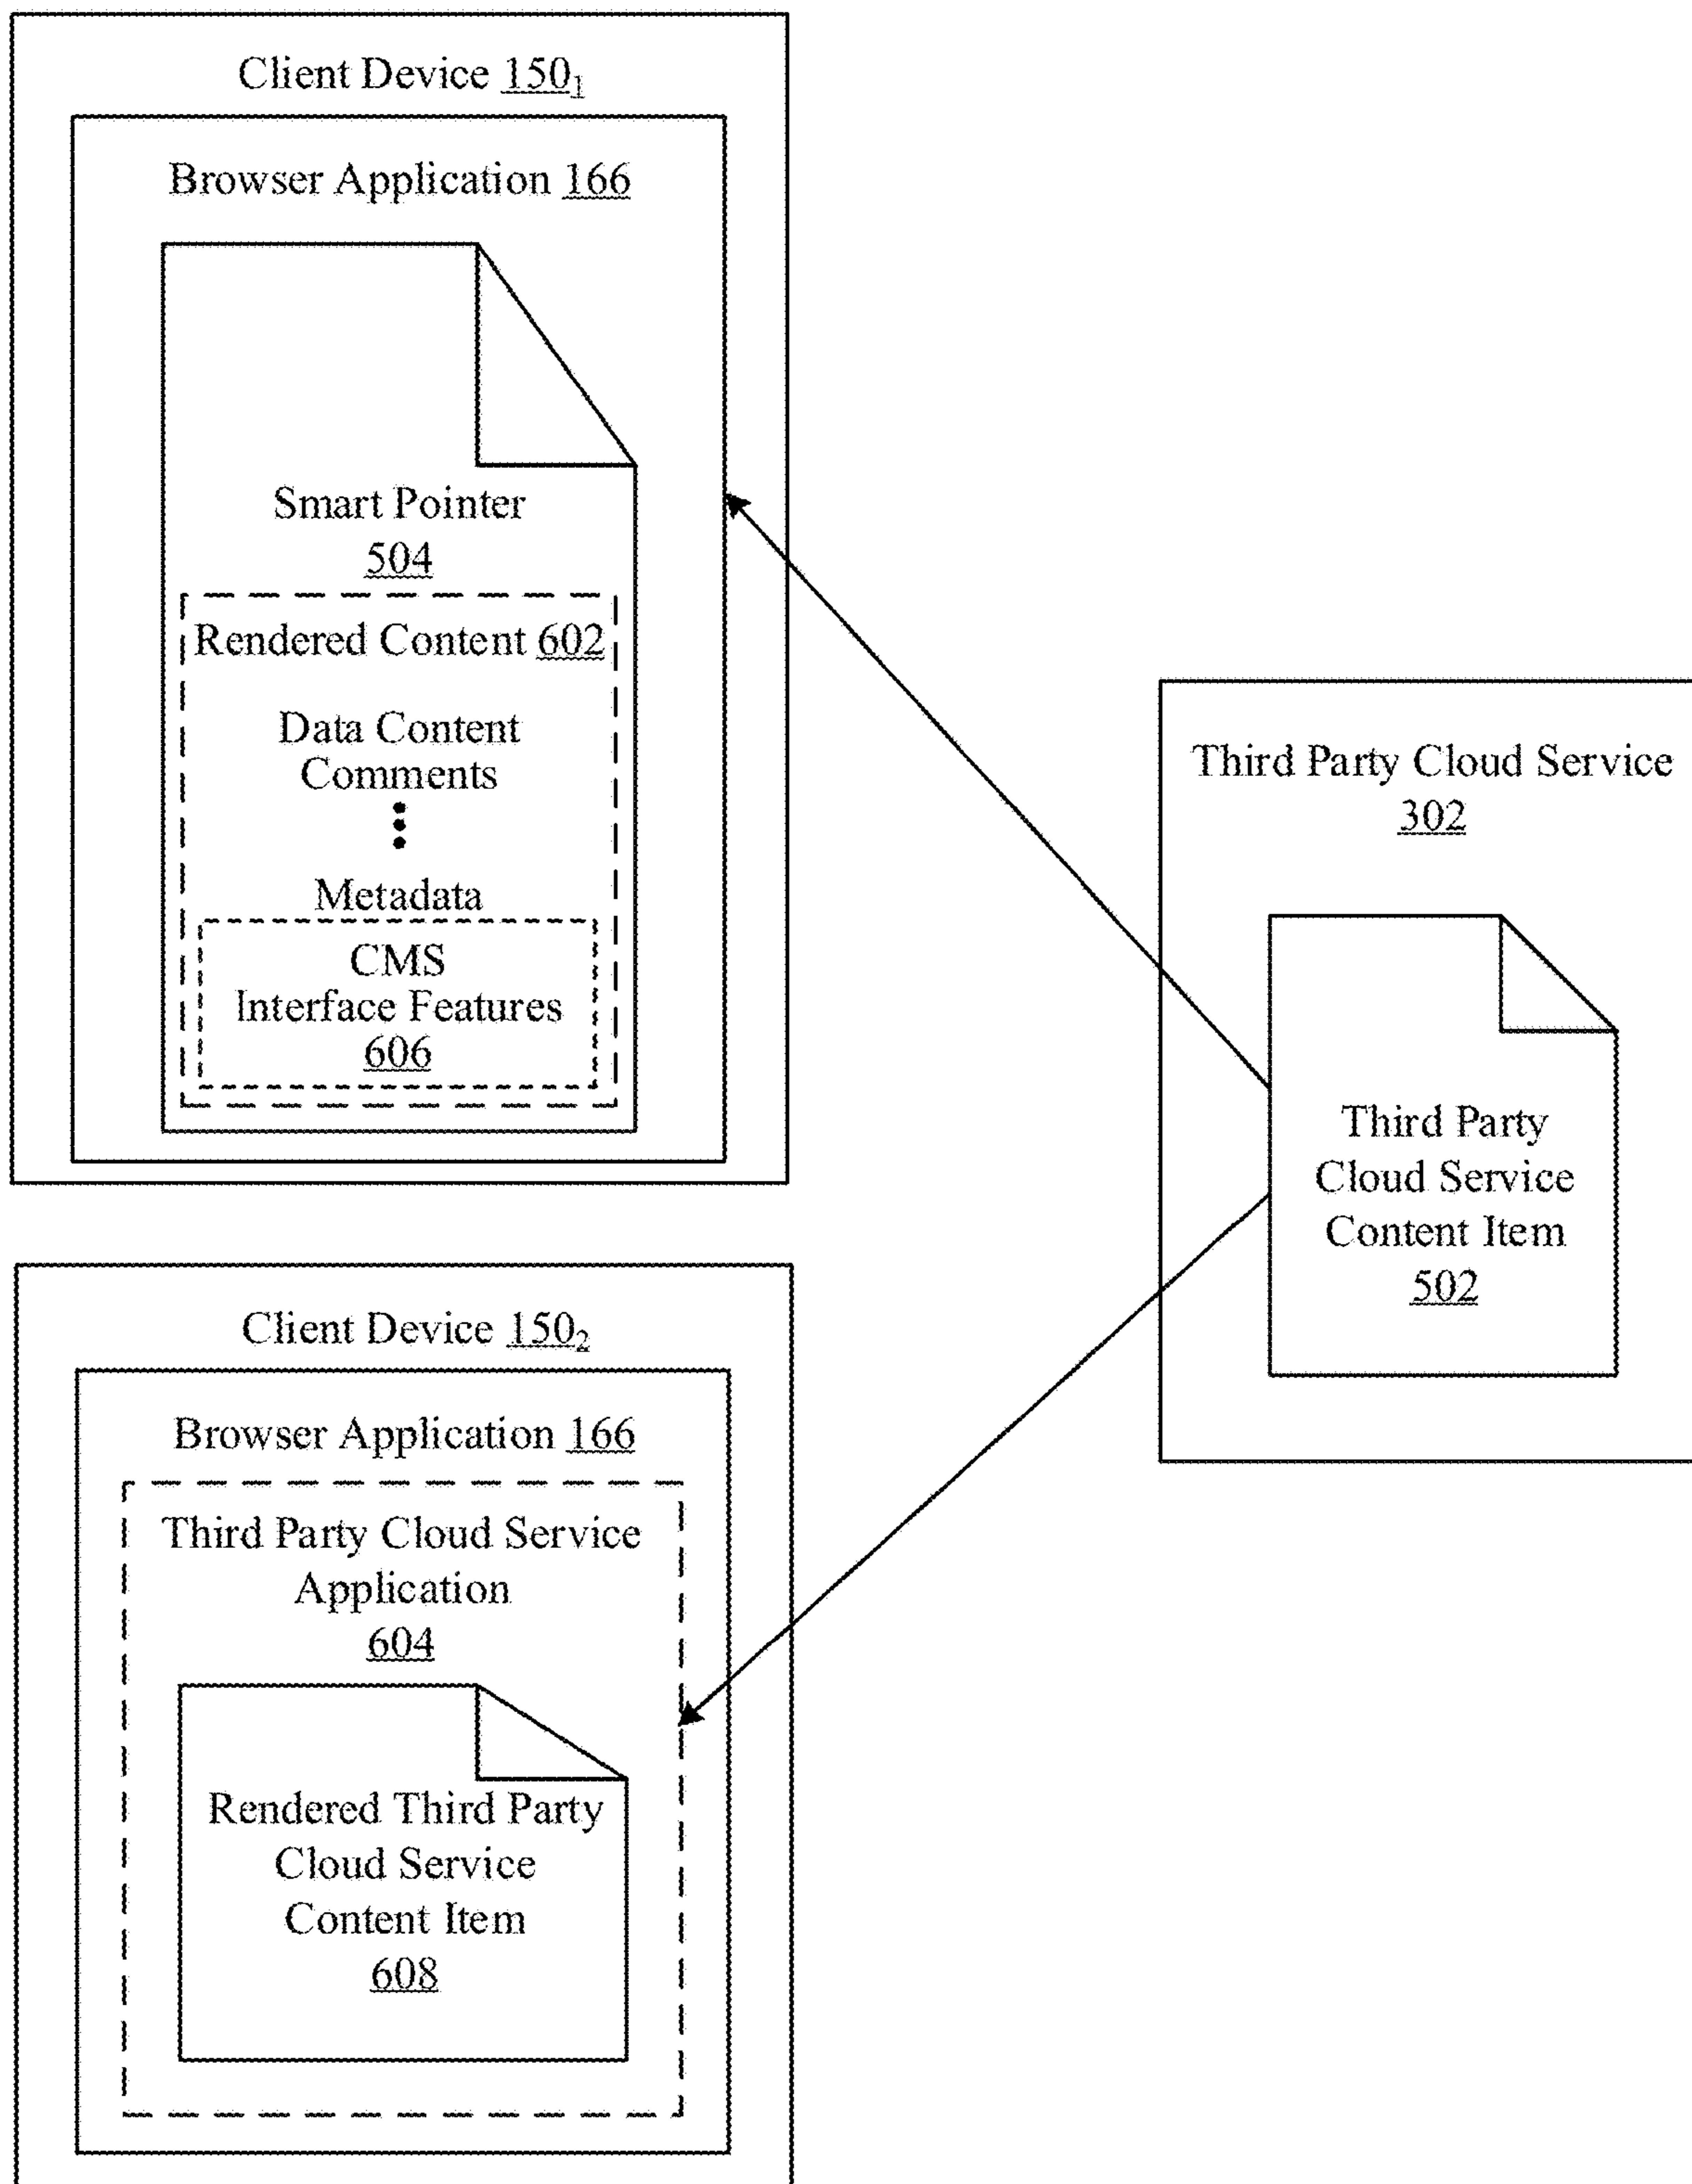 Client Device 150₁
Browser Application 166
Smart Pointer
504
Rendered Content 602
Data Content
Comments
Metadata
CMS
Interface Features
606
Third Party Cloud Service
302
Third Party
Cloud Service
Content Item
502
Client Device 150₂
Browser Application 166
Third Party Cloud Service
Application
604
Rendered Third Party
Cloud Service
Content Item
608